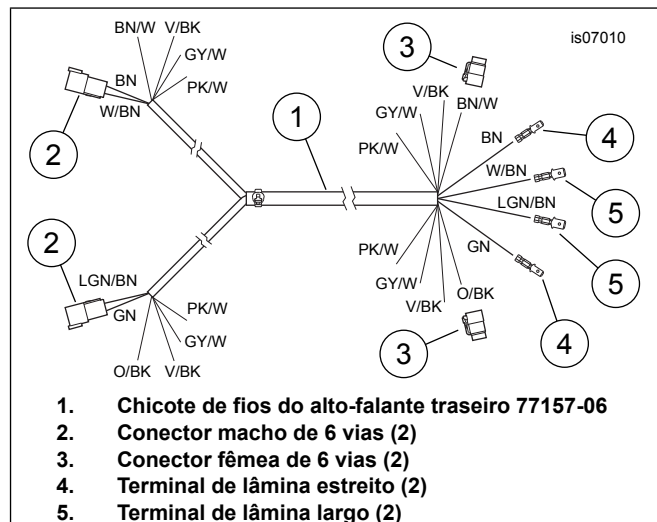 is07010
BN/W V/BK
GY/W
BN
PK/W
W/BN
2
3
V/BK
GY/W
BN/W
PK/W
1
BN
4
W/BN
5
LGN/BN
5
GN
4
2
LGN/BN
GN
PK/W
GY/W
O/BK V/BK
PK/W
GY/W
V/BK
O/BK
3
1. Chicote de fios do alto-falante traseiro 77157-06
2. Conector macho de 6 vias (2)
3. Conector fêmea de 6 vias (2)
4. Terminal de lâmina estreito (2)
5. Terminal de lâmina largo (2)